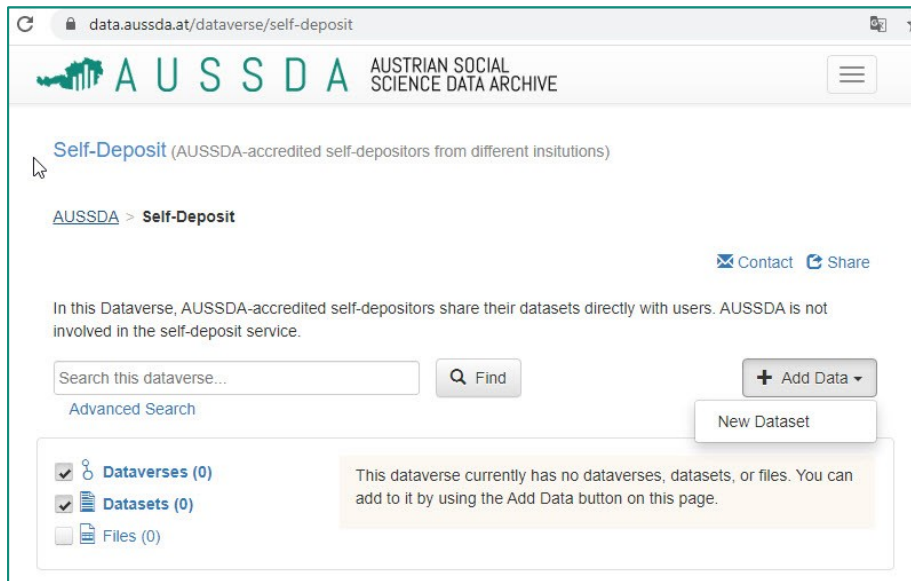 data.aussda.at/dataverse/self-deposit
AUSSDA AUSTRIAN SOCIAL
SCIENCE DATA ARCHIVE
Self-Deposit (AUSSDA-accredited self-depositors from different insitutions)
AUSSDA > Self-Deposit
Contact Share
In this Dataverse, AUSSDA-accredited self-depositors share their datasets directly with users. AUSSDA is not
involved in the self-deposit service.
Search this dataverse... Find + Add Data
Advanced Search
New Dataset
Dataverses (0)
Datasets (0)
Files (0)
This dataverse currently has no dataverses, datasets, or files. You can
add to it by using the Add Data button on this page.